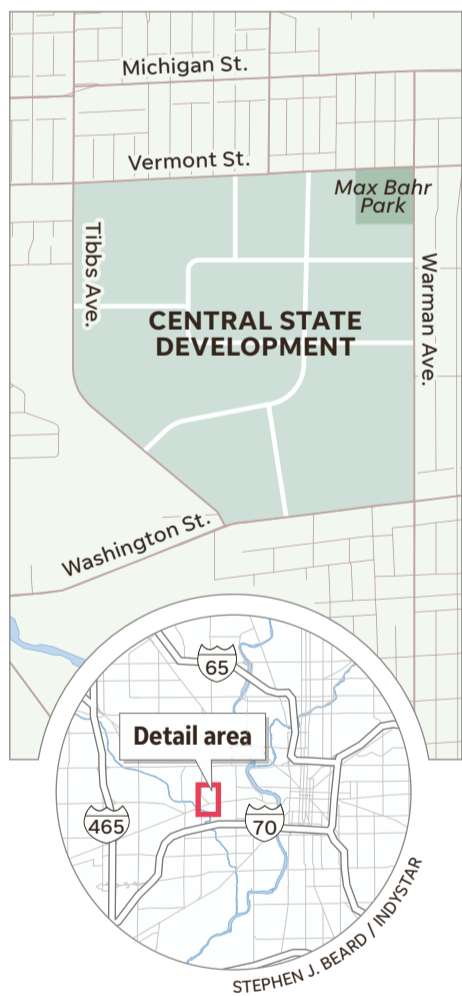 Michigan St.
Vermont St.
Max Bahr
Park
Tibbs Ave.
Warman Ave.
CENTRAL STATE
DEVELOPMENT
Washington St.
65
Detail area
465
70
STEPHEN J. BEARD / INDYSTAR